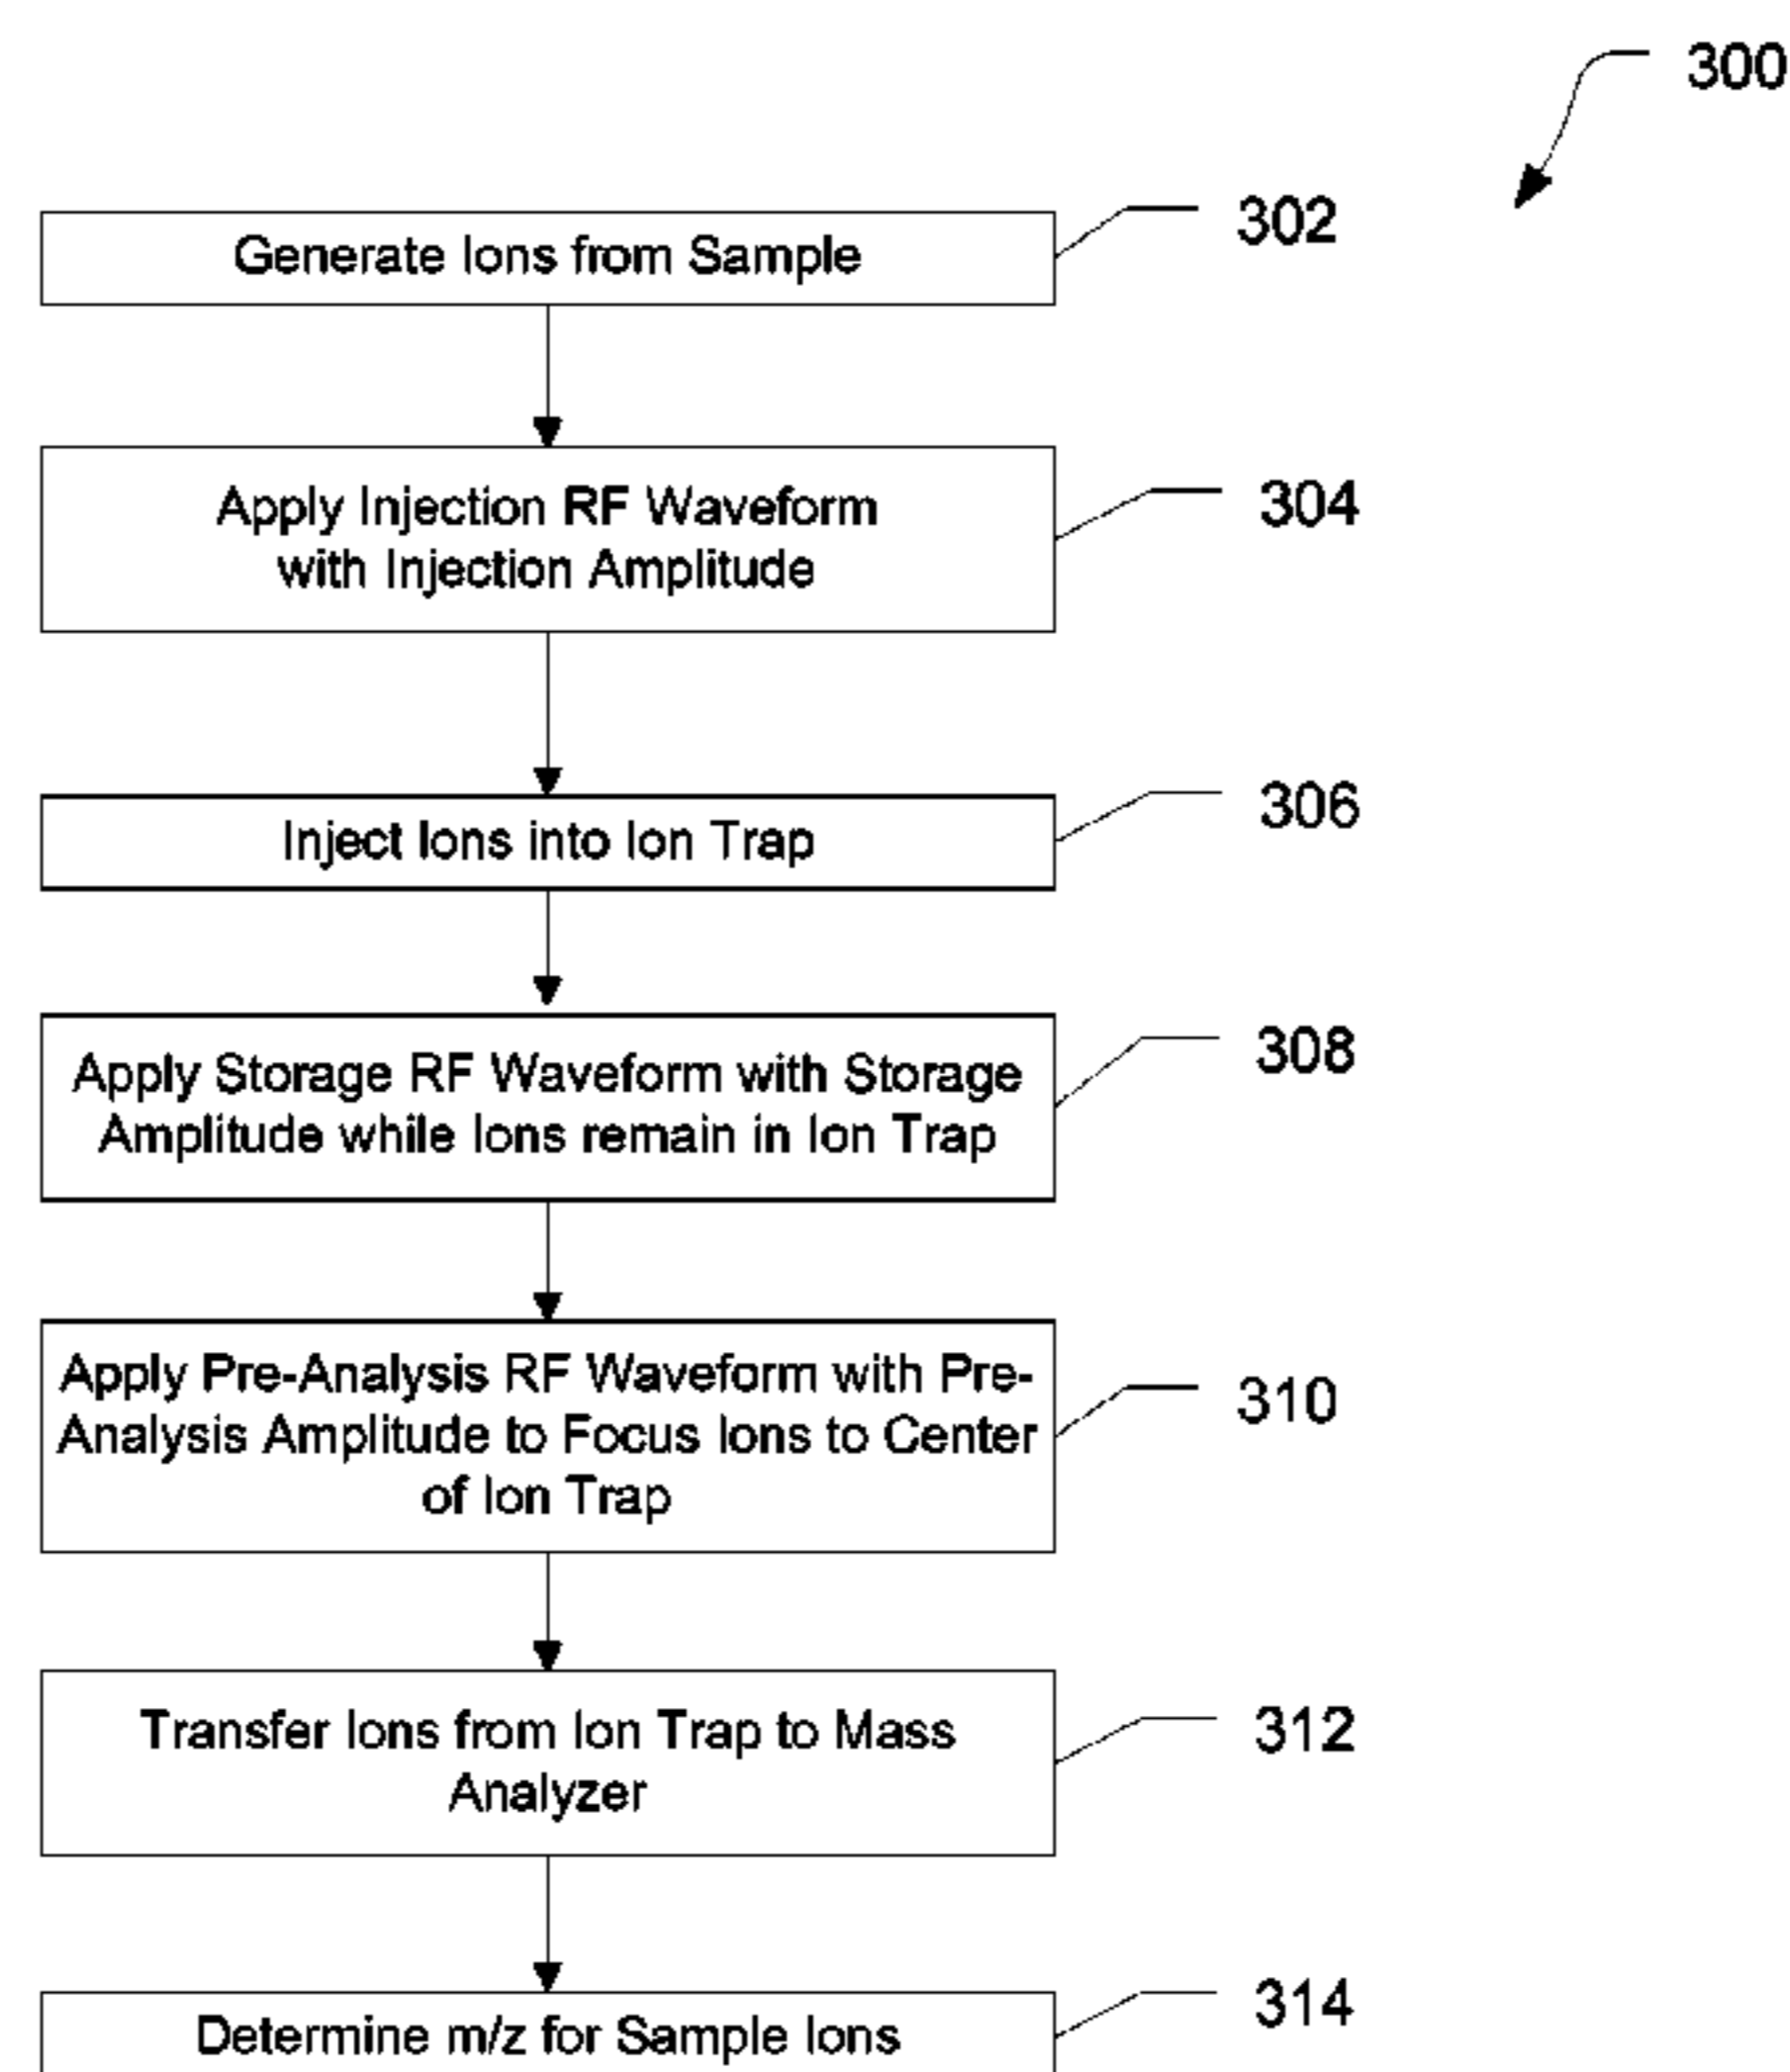 300
Generate Ions from Sample
302
Apply Injection RF Waveform
with Injection Amplitude
304
Inject Ions into Ion Trap
306
Apply Storage RF Waveform with Storage
Amplitude while Ions remain in Ion Trap
308
Apply Pre-Analysis RF Waveform with Pre-
Analysis Amplitude to Focus Ions to Center
of Ion Trap
310
Transfer Ions from Ion Trap to Mass
Analyzer
312
Determine m/z for Sample Ions
314